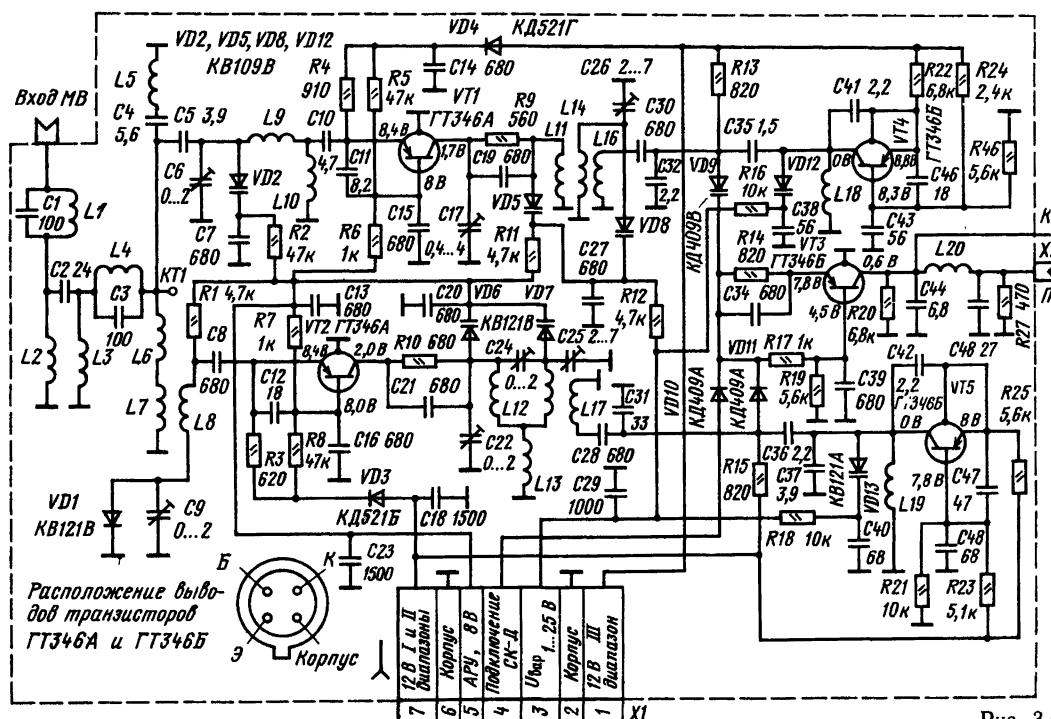 VD2, VD5, VD8, VD12
КВ109В
VD4 КД521Г
Вход МВ
L5
C4
5,6
C5 3,9
C6
0...2
C7
680
VD2
L9
L10
R2
47к
C10
4,7
R4
910
R5
47к
C14 680
VT1
ГТ346А
8,4В
1,7В
8В
C11
8,2
R6
1к
C15
680
R9
560
C19 680
C17
0,4...4
VD5
R11
4,7к
L11
L14
L16
C26 2...7
C30
680
C32
2,2
VD8
C27
680
R12
4,7к
R13
820
VD9
КД409В
C35 1,5
R16
10к
VD12
C38
56
R14
820
C34 680
C41 2,2
VT4
ГТ346Б
0В
8,8В
8,3В
L18
C43
56
C46
18
R22
6,8к
R24
2,4к
R46
5,6к
VT3
ГТ346Б
7,8В
0,6В
4,5В
R20
6,8к
C44
6,8
L20
R27 470
C1
100
L1
C2 24
L4
C3
100
КТ1
L2
L3
L6
L7
R1 4,7к
C8
680
L8
VD1
КВ121В
C9
0...2
R7
1к
C13
680
VT2 ГТ346А
8,4В
2,0В
8,0В
C12
18
R3
620
R8
47к
C16 680
C20
680
R10
680
C21 680
VD6
VD7
КВ121В
C24
0...2
C25 2...7
L12
L13
C22
0...2
L17
C31
33
C28 680
C29
1000
VD3
КД521Б
C18 1500
C23
1500
VD10
КД409А
VD11
КД409А
R17 1к
R19
5,6к
C39
680
R15
820
C36 2,2
C37
3,9
КВ121А
VD13
R18 10к
C40
68
C42
2,2
C48 27
VT5
ГТ346Б
0В
8В
7,8В
L19
C47
47
C48
68
R21
10к
R23
5,1к
R25
5,6к
Расположение выво-
дов транзисторов
ГТ346А и ГТ346Б
Б
К
Э
Корпус
12 В I и II
диапазоны
Корпус
АРУ, 8 В
Подключение
СК-Д
Uвар 1...25 В
Корпус
12 В III
диапазон
7
6
5
4
3
2
1
X1